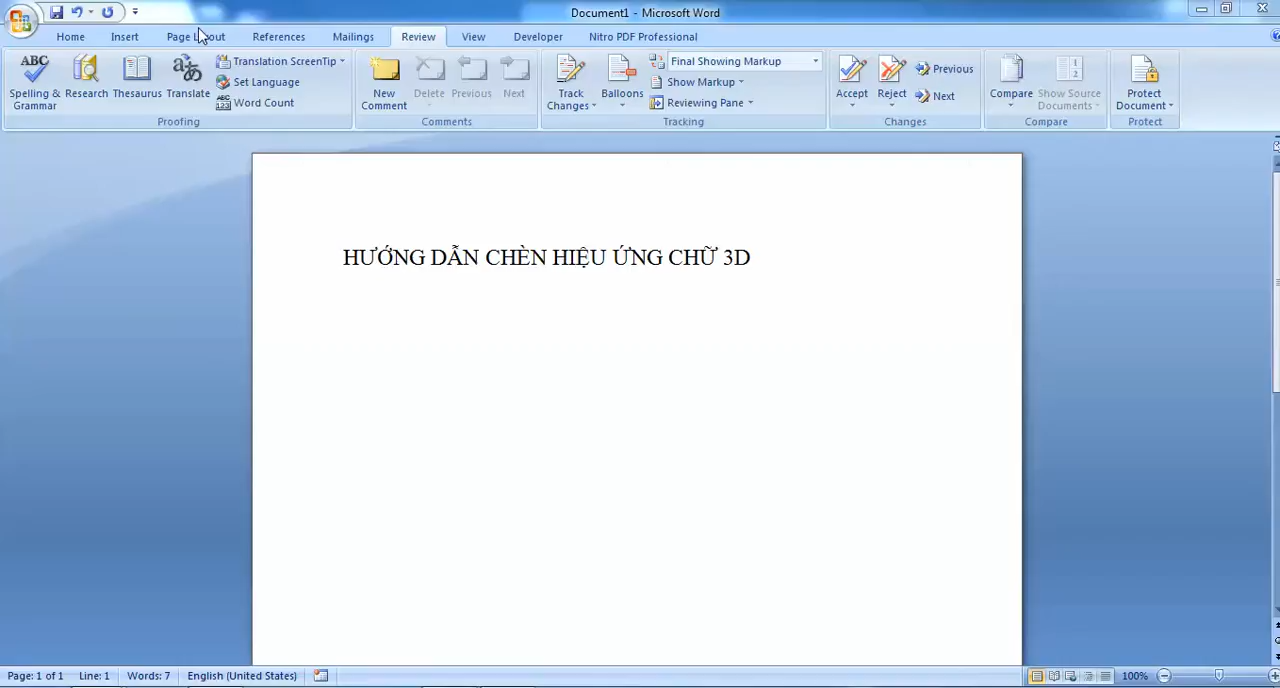 Document1 - Microsoft Word
Home Insert Page Layout References Mailings Review View Developer Nitro PDF Professional
ABC Spelling & Grammar
Research
Thesaurus
Translate
Translation ScreenTip
Set Language
Word Count
Proofing
New Comment
Delete
Previous
Next
Comments
Track Changes
Balloons
Final Showing Markup
Show Markup
Reviewing Pane
Tracking
Accept
Reject
Previous
Next
Changes
Compare
Show Source Documents
Compare
Protect Document
Protect
HƯỚNG DẪN CHÈN HIỆU ỨNG CHỮ 3D
Page: 1 of 1 Line: 1 Words: 7 English (United States) 100%